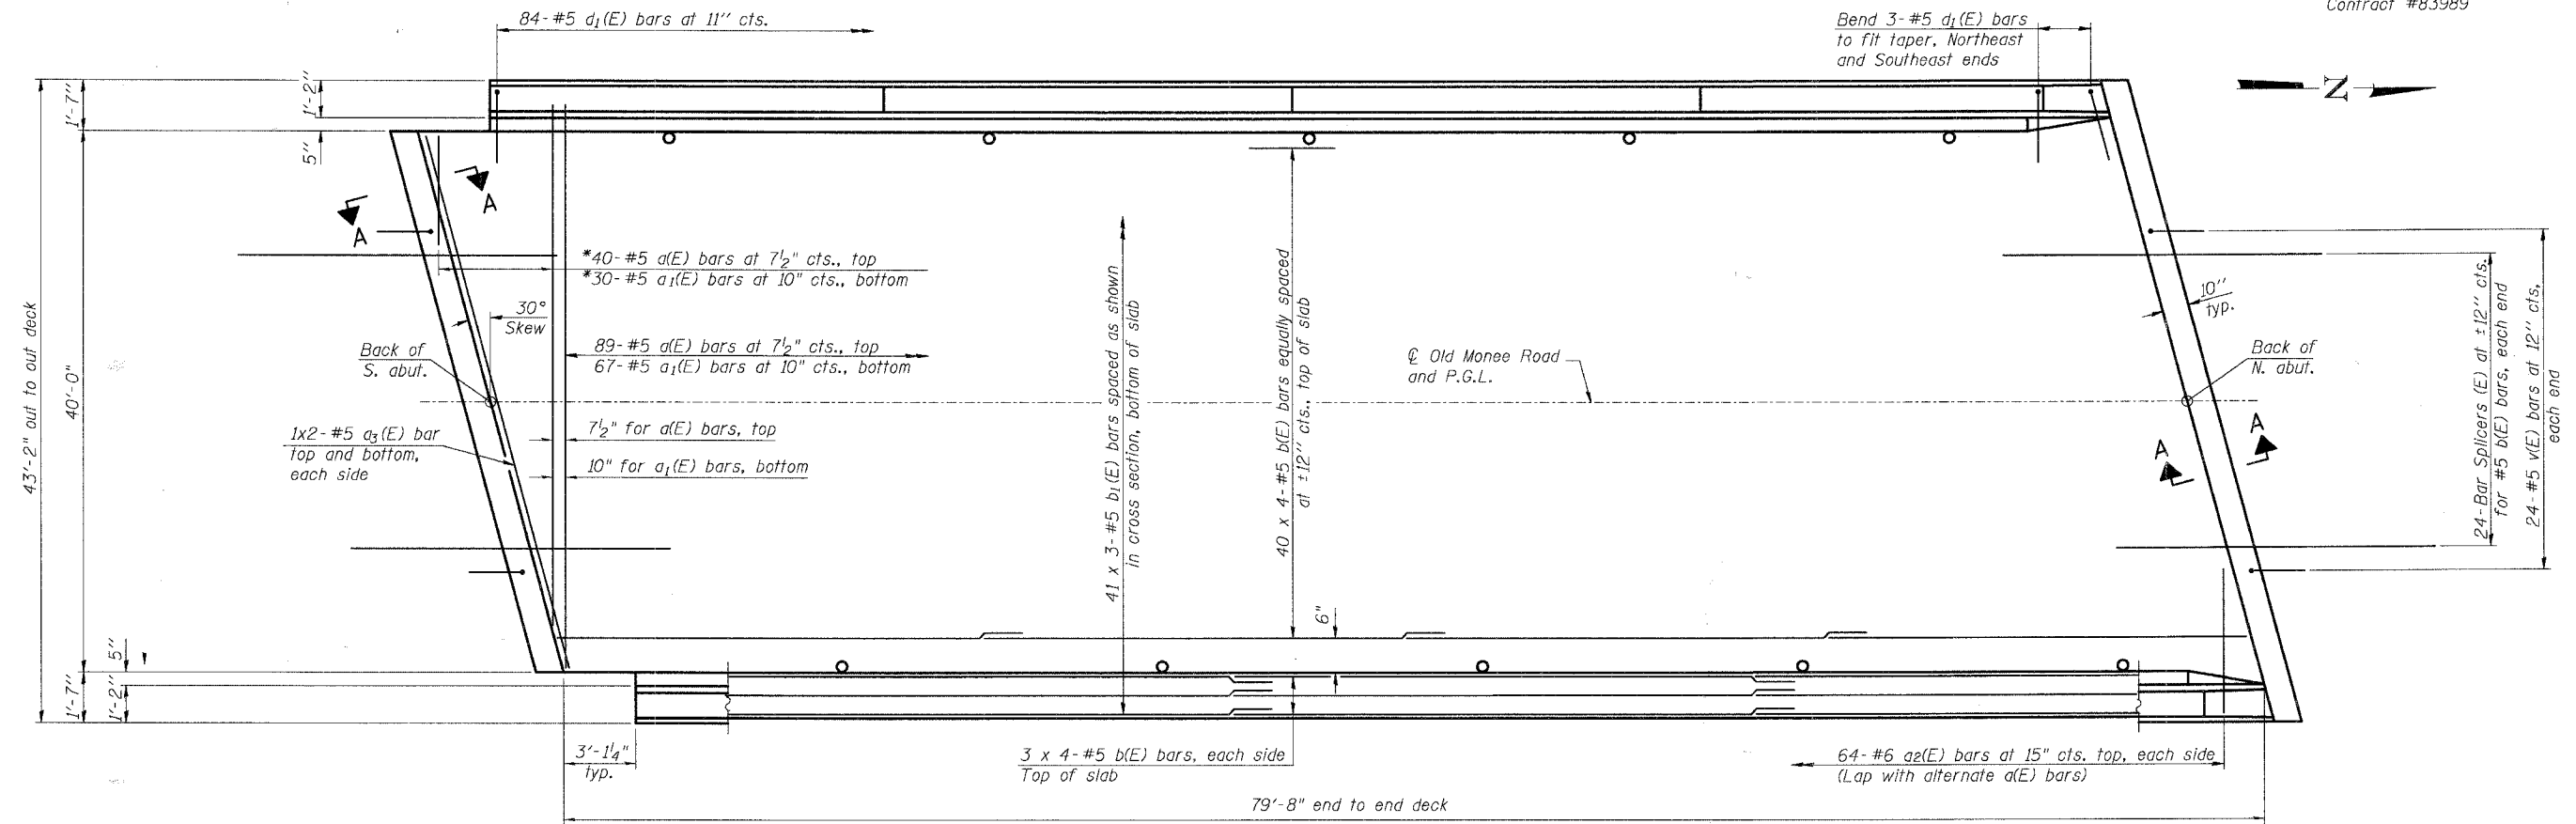 Contract #83989
84-#5 d1(E) bars at 11" cts.
Bend 3-#5 d1(E) bars
to fit taper, Northeast
and Southeast ends
N
1'-7"
1'-2"
5"
43'-2" out to out deck
40'-0"
A
A
*40-#5 a(E) bars at 7½" cts., top
*30-#5 a1(E) bars at 10" cts., bottom
30°
Skew
Back of
S. abut.
89-#5 a(E) bars at 7½" cts., top
67-#5 a1(E) bars at 10" cts., bottom
1x2-#5 a3(E) bar
top and bottom,
each side
7½" for a(E) bars, top
10" for a1(E) bars, bottom
41 x 3-#5 b1(E) bars spaced as shown
in cross section, bottom of slab
40 x 4-#5 b(E) bars equally spaced
at ±12" cts., top of slab
℄ Old Monee Road
and P.G.L.
10"
typ.
Back of
N. abut.
A
A
24-Bar Splicers (E) at ±12" cts.
for #5 b(E) bars, each end
24-#5 v(E) bars at 12" cts,
each end
6"
5"
1'-7"
1'-2"
3'-1¼"
typ.
3 x 4-#5 b(E) bars, each side
Top of slab
64-#6 a2(E) bars at 15" cts. top, each side
(Lap with alternate a(E) bars)
79'-8" end to end deck